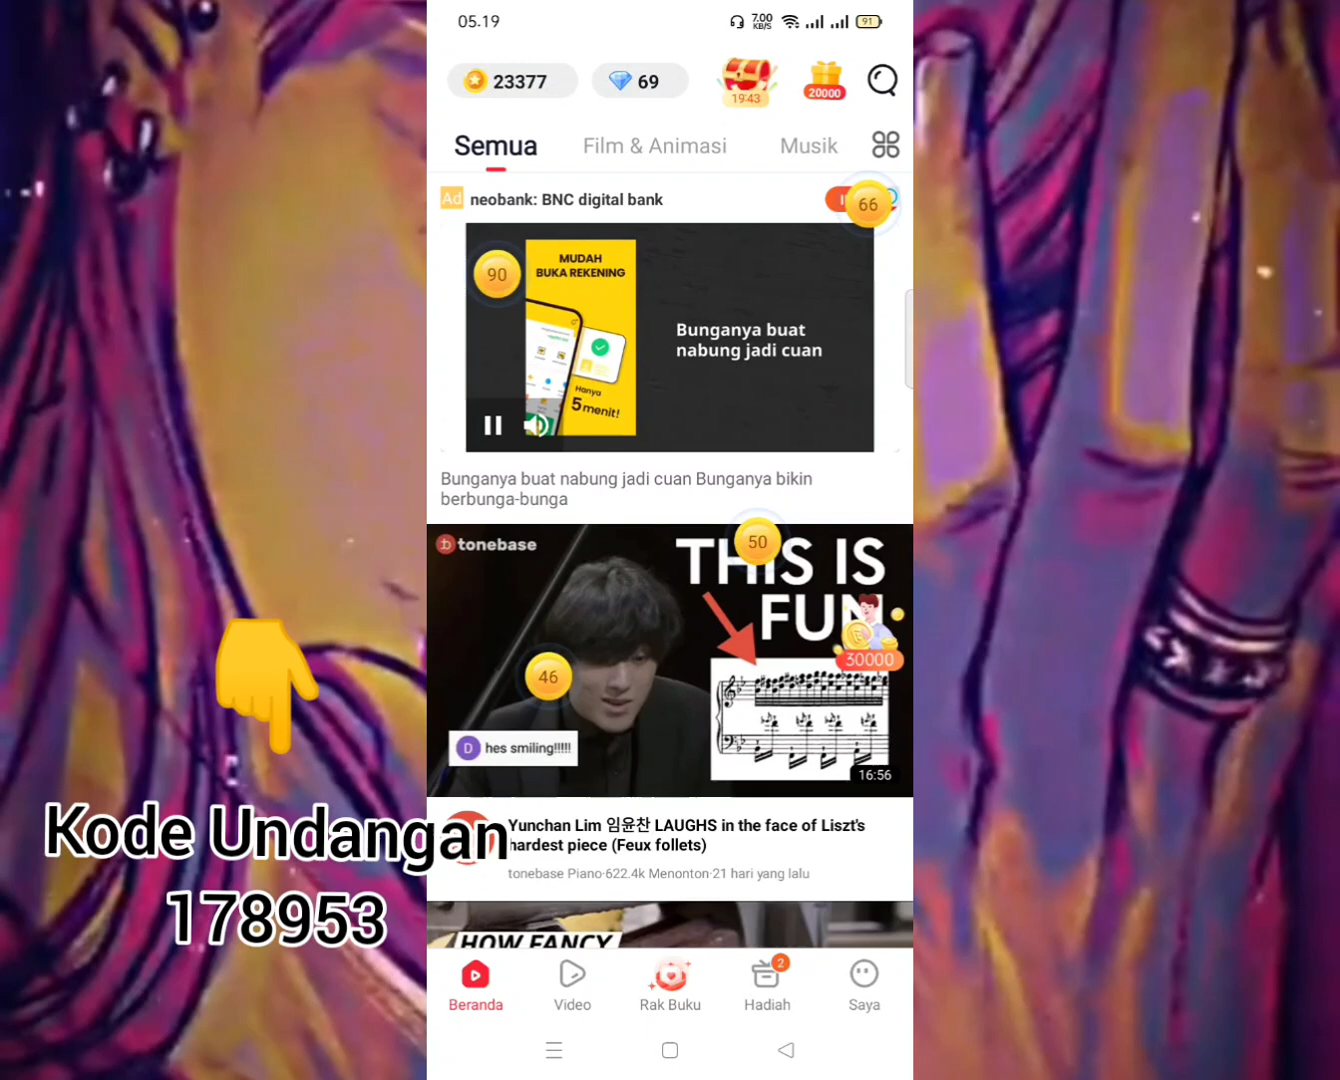 05.19
7.00
KB/S
91
23377
69
19:43
20000
Semua
Film & Animasi
Musik
Ad
neobank: BNC digital bank
66
90
MUDAH
BUKA REKENING
Bunganya buat
nabung jadi cuan
Hanya
5 menit!
Bunganya buat nabung jadi cuan Bunganya bikin
berbunga-bunga
tonebase
50
THIS IS
FUN
30000
46
D
hes smiling!!!!!
16:56
Yunchan Lim 임윤찬 LAUGHS in the face of Liszt's
hardest piece (Feux follets)
tonebase Piano·622.4k Menonton·21 hari yang lalu
Kode Undangan
178953
HOW FANCY
2
Beranda
Video
Rak Buku
Hadiah
Saya